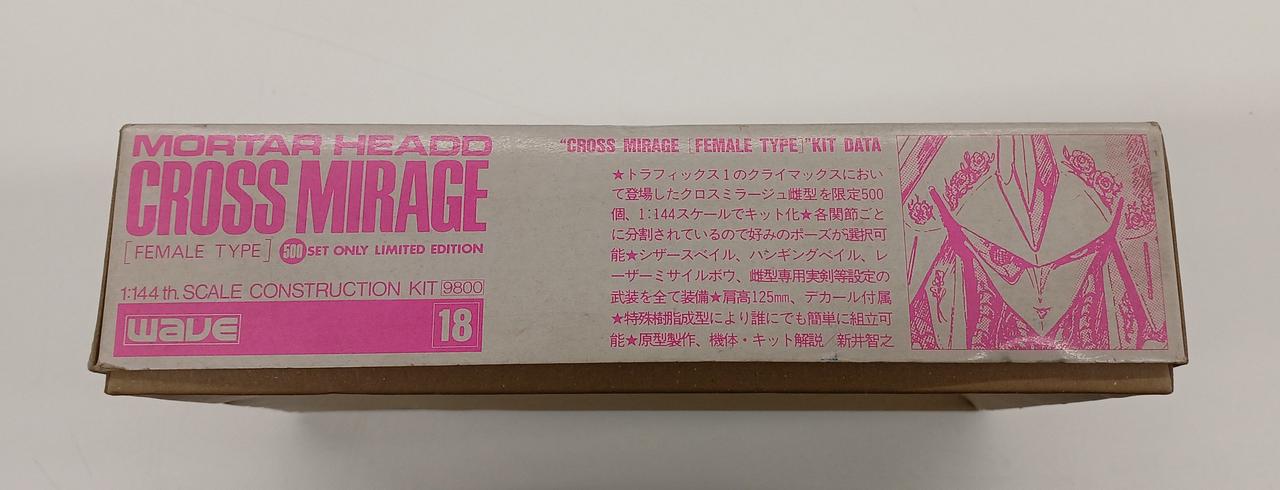 MORTAR HEADD
CROSS MIRAGE
[FEMALE TYPE] 500 SET ONLY LIMITED EDITION
1:144th. SCALE CONSTRUCTION KIT 9800
wave
18
"CROSS MIRAGE [FEMALE TYPE]" KIT DATA
★トラフィックス1のクライマックスにおい
て登場したクロスミラージュ雌型を限定500
個、1:144スケールでキット化★各関節ごと
に分割されているので好みのポーズが選択可
能★シザースベイル、ハンギングベイル、レ
ーザーミサイルボウ、雌型専用実剣等設定の
武装を全て装備★肩高125mm、デカール付属
★特殊樹脂成型により誰にでも簡単に組立可
能★原型製作、機体・キット解説／新井智之